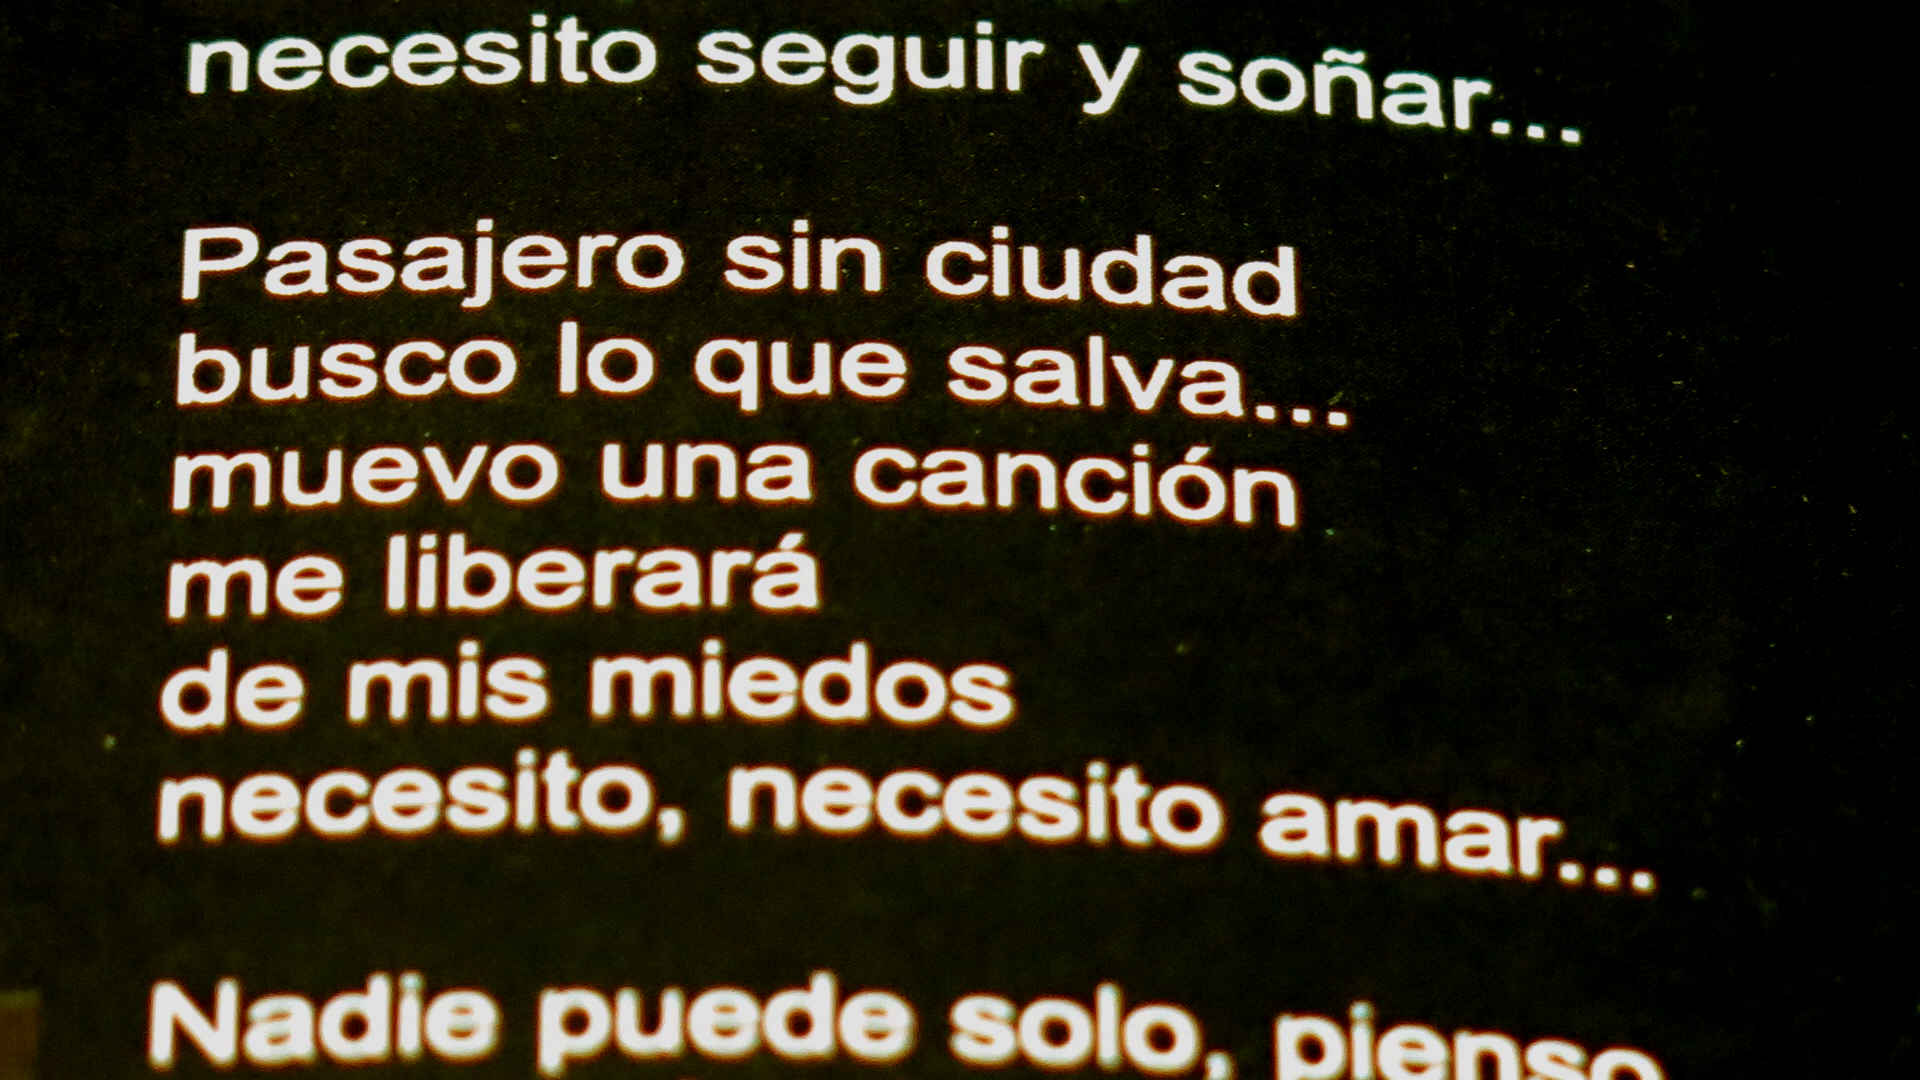 necesito seguir y soñar...
Pasajero sin ciudad
busco lo que salva...
muevo una canción
me liberará
de mis miedos
necesito, necesito amar...
Nadie puede solo, pienso